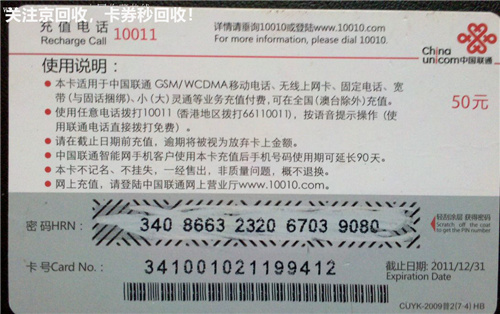 关注京回收，卡券秒回收！
充值电话 10011
Recharge Call
详情请垂询10010或登陆www.10010.com
For more information, please dial 10010.
China unicom中国联通
使用说明：
50元
本卡适用于中国联通 GSM/WCDMA移动电话、无线上网卡、固定电话、宽
带(与固话捆绑)、小(大)灵通等业务充值付费，可在全国(澳台除外)充值。
使用任意电话拨打10011 (香港地区拨打66110011)，按语音提示操作 (使
用联通电话直接拨打免费)。
请在截止日期前充值，逾期将被视为放弃卡上金额。
中国联通智能网手机客户使用本卡充值后手机号码使用期可延长90天。
本卡不记名、不挂失，一经售出，非质量问题，概不退换。
网上充值，请登陆中国联通网上营业厅www.10010.com。
密码HRN：
340 8663 2320 6703 9080
轻刮涂层 获得密码
Scratch off the coat
to get the PIN number
卡号Card No.：
341001021199412
截止日期: 2011/12/31
Expiration Date
CUYK-2009普2(7-4) HB